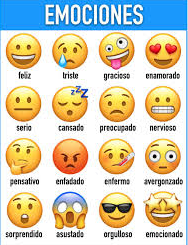 EMOCIONES
feliz triste gracioso enamorado
serio cansado preocupado nervioso
pensativo enfadado enfermo avergonzado
sorprendido asustado orgulloso emocionado